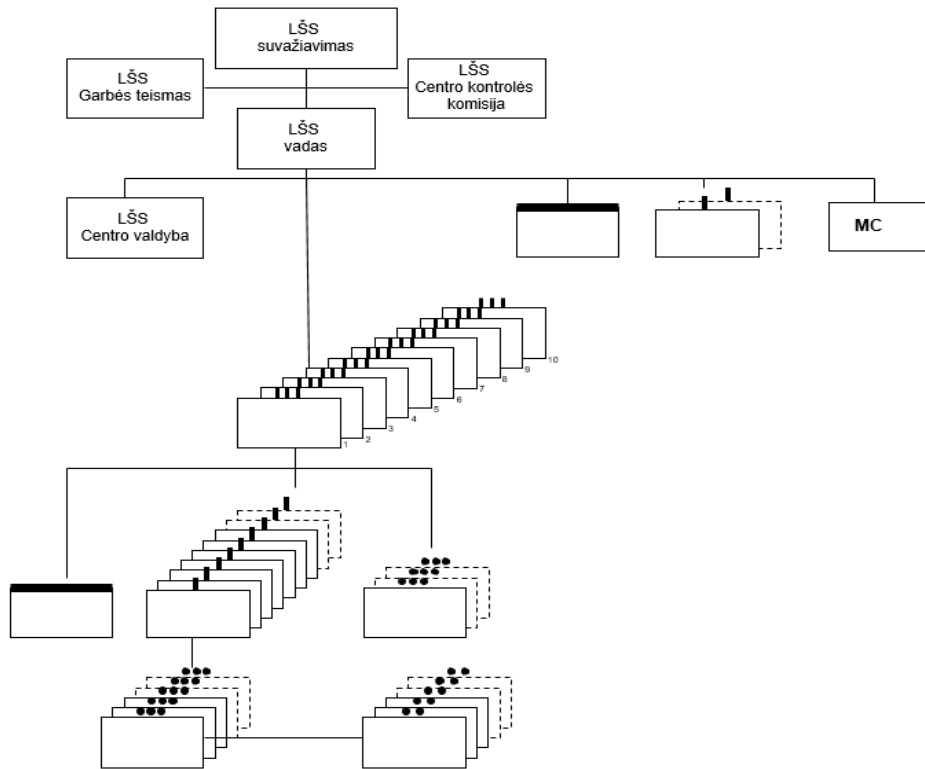 LŠS
suvažiavimas
LŠS
Garbės teismas
LŠS
Centro kontrolės
komisija
LŠS
vadas
LŠS
Centro valdyba
MC
10
9
8
7
6
5
4
3
2
1